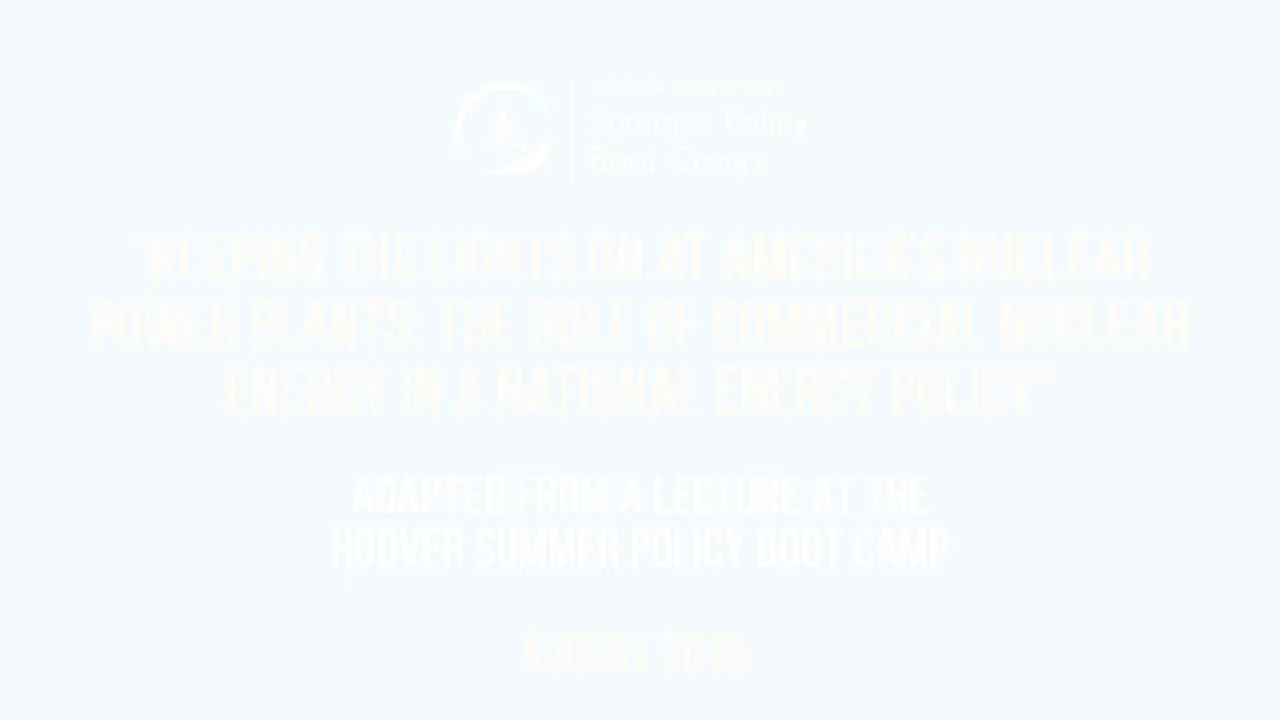 Summer Policy
Boot Camp
"KEEPING THE LIGHTS ON AT AMERICA'S NUCLEAR
POWER PLANTS: THE ROLE OF COMMERCIAL NUCLEAR
ENERGY IN A NATIONAL ENERGY POLICY"
ADAPTED FROM A LECTURE AT THE
HOOVER SUMMER POLICY BOOT CAMP
AUGUST